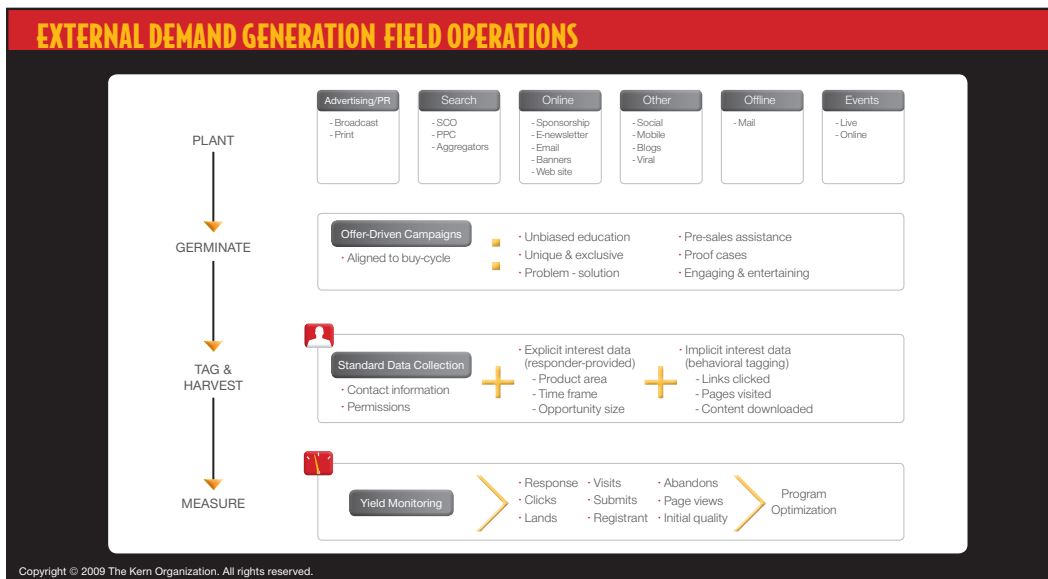 EXTERNAL DEMAND GENERATION FIELD OPERATIONS
PLANT
Advertising/PR
- Broadcast
- Print
Search
- SCO
- PPC
- Aggregators
Online
- Sponsorship
- E-newsletter
- Email
- Banners
- Web site
Other
- Social
- Mobile
- Blogs
- Viral
Offline
- Mail
Events
- Live
- Online
GERMINATE
Offer-Driven Campaigns
· Aligned to buy-cycle
· Unbiased education
· Unique & exclusive
· Problem - solution
· Pre-sales assistance
· Proof cases
· Engaging & entertaining
TAG &
HARVEST
Standard Data Collection
· Contact information
· Permissions
· Explicit interest data
(responder-provided)
- Product area
- Time frame
- Opportunity size
· Implicit interest data
(behavioral tagging)
- Links clicked
- Pages visited
- Content downloaded
MEASURE
Yield Monitoring
· Response
· Clicks
· Lands
· Visits
· Submits
· Registrant
· Abandons
· Page views
· Initial quality
Program
Optimization
Copyright © 2009 The Kern Organization. All rights reserved.